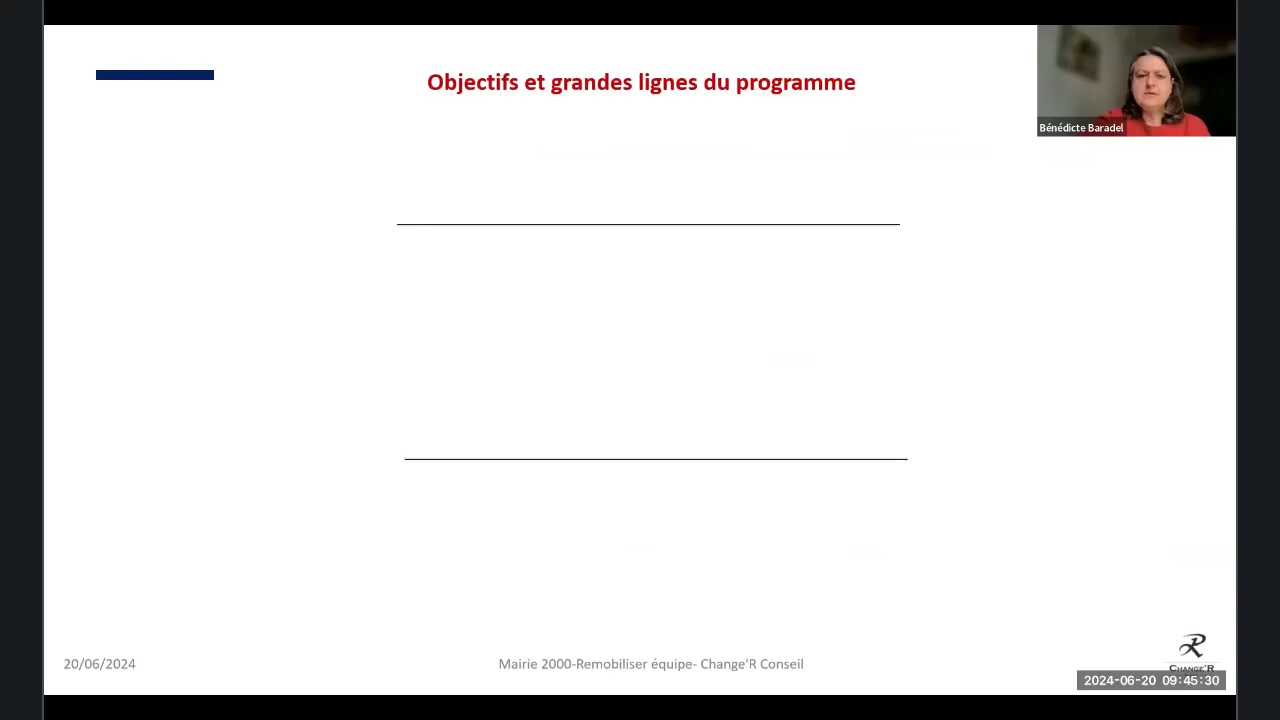 Objectifs et grandes lignes du programme
Bénédicte Baradel
20/06/2024
Mairie 2000-Remobiliser équipe- Change'R Conseil
R
CHANGE'R
2024-06-20 09:45:30